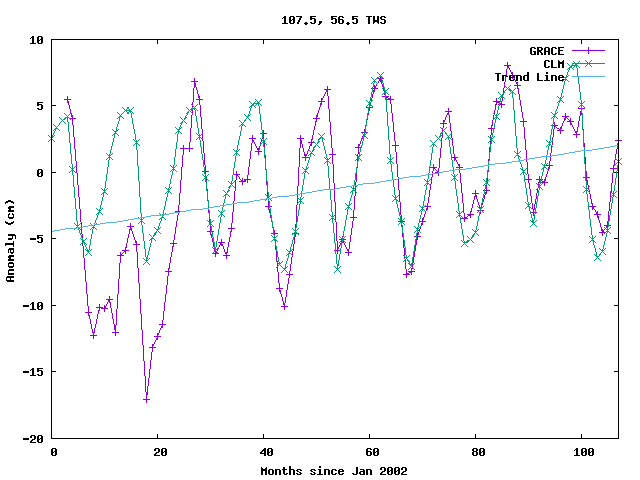 107.5, 56.5 TWS
GRACE
CLM
Trend Line
10
5
0
-5
-10
-15
-20
Anomaly (cm)
0 20 40 60 80 100
Months since Jan 2002